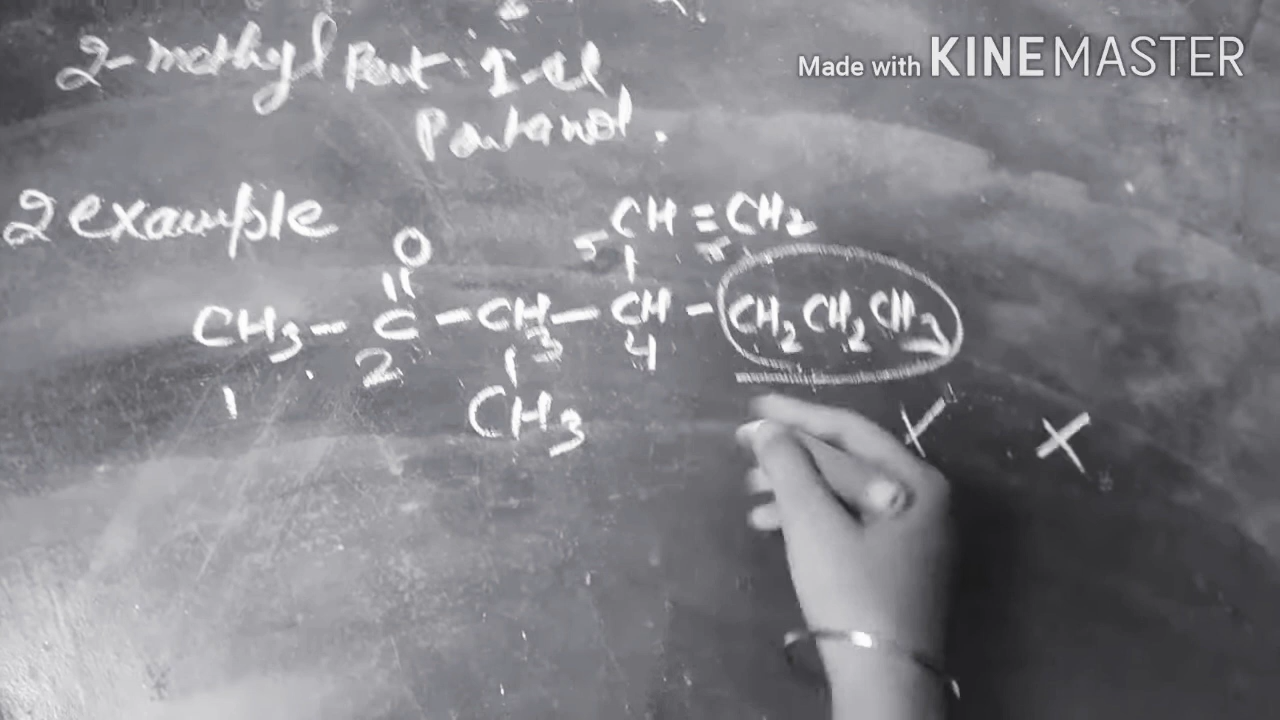 Made with KINEMASTER
2-methyl Pent-1-ol
Pentanol.
2 example
O
5 CH = CH2
CH3 - C - CH - CH - CH2 CH2 CH3
1 2 3 4
CH3